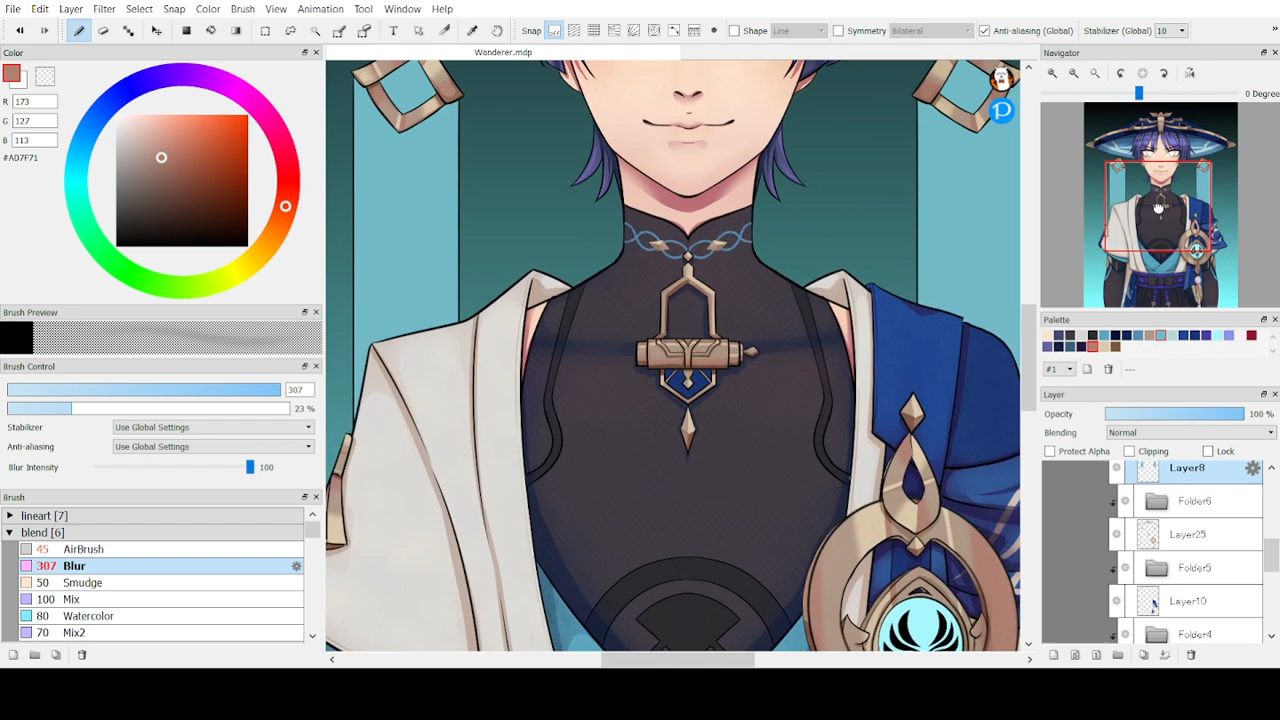 File Edit Layer Filter Select Snap Color Brush View Animation Tool Window Help
Snap Shape Line Symmetry Bilateral Anti-aliasing (Global) Stabilizer (Global) 10
Color
Wanderer.mdp
Navigator
R 173
G 127
B 113
#AD7F71
0 Degree
Brush Preview
Brush Control
307
23 %
Stabilizer Use Global Settings
Anti-aliasing Use Global Settings
Blur Intensity 100
Brush
lineart [7]
blend [6]
45 AirBrush
307 Blur
50 Smudge
100 Mix
80 Watercolor
70 Mix2
Palette
#1 ---
Layer
Opacity 100 %
Blending Normal
Protect Alpha Clipping Lock
Layer8
Folder6
Layer25
Folder5
Layer10
Folder4